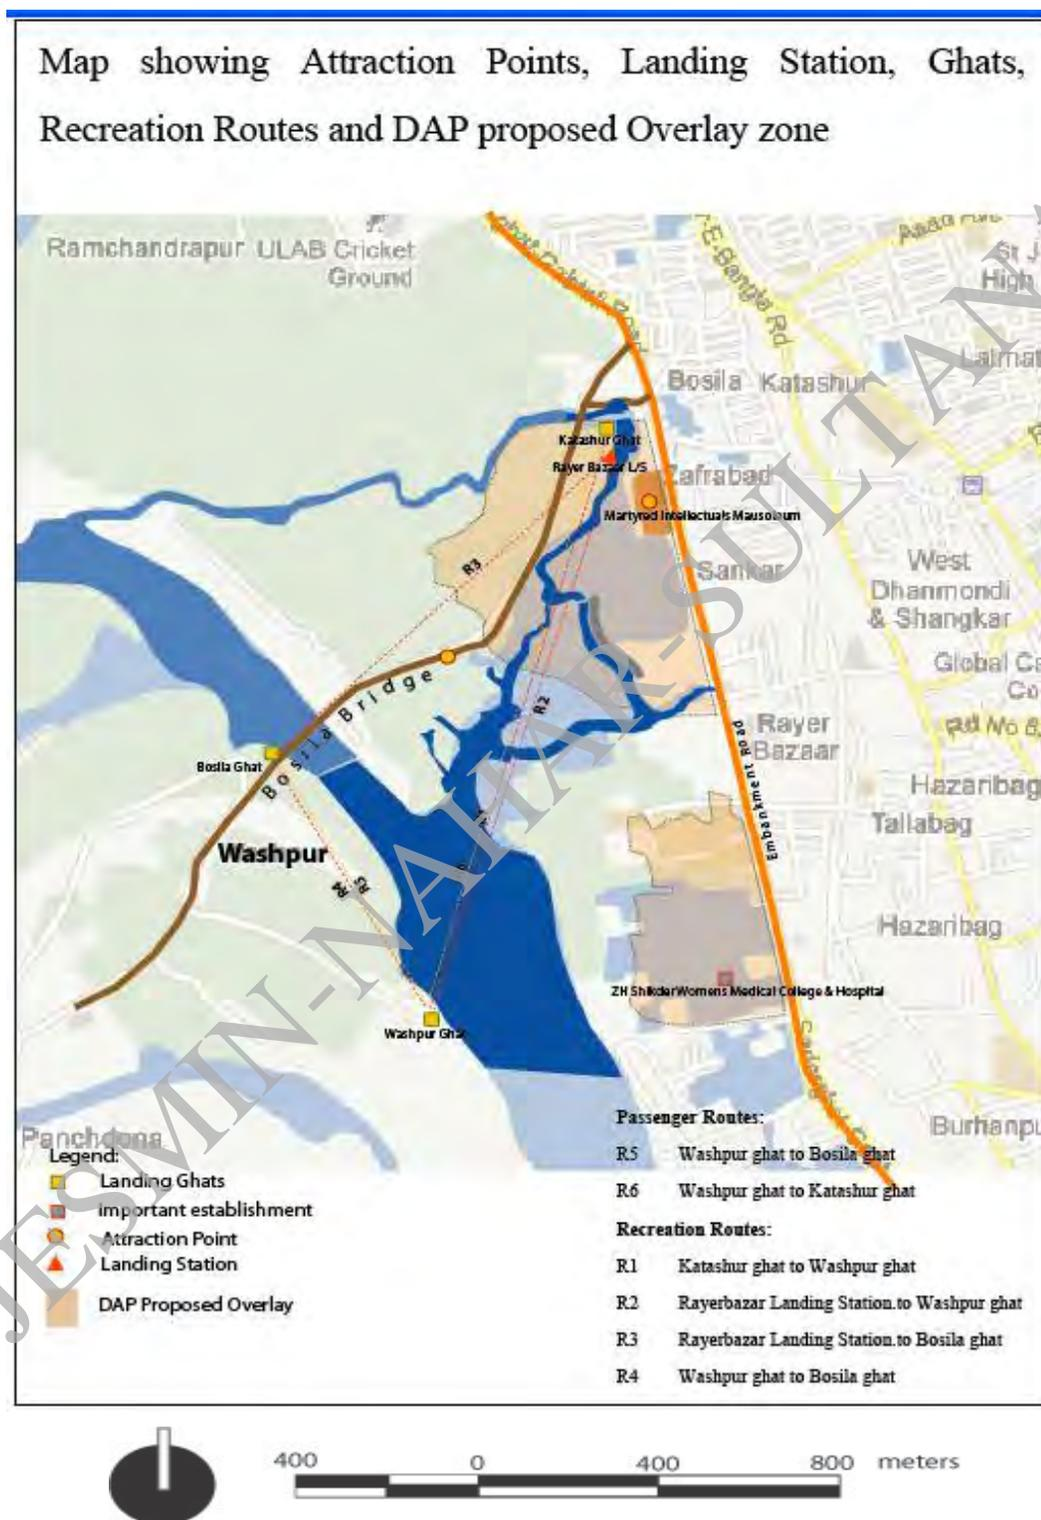 Map showing Attraction Points, Landing Station, Ghats,
Recreation Routes and DAP proposed Overlay zone
Ramchandrapur
ULAB Cricket
Ground
Bosila
Katashur
Katashur Ghat
Rayer Bazaar L/S
Zafrabad
Martyred Intellectuals Mausoleum
Sankar
West
Dhanmondi
& Shangkar
R3
R2
Bosila Bridge
Bosila Ghat
Rayer
Bazaar
Embankment Road
Hazaribag
Tallabag
Washpur
R4
R5
Hazaribag
ZH Shikder Womens Medical College & Hospital
Washpur Ghat
Panchdona
Legend:
Landing Ghats
important establishment
Attraction Point
Landing Station
DAP Proposed Overlay
Passenger Routes:
R5 Washpur ghat to Bosila ghat
R6 Washpur ghat to Katashur ghat
Recreation Routes:
R1 Katashur ghat to Washpur ghat
R2 Rayerbazar Landing Station.to Washpur ghat
R3 Rayerbazar Landing Station.to Bosila ghat
R4 Washpur ghat to Bosila ghat
400 0 400 800 meters
JESMIN-NAHAR-SULTANA